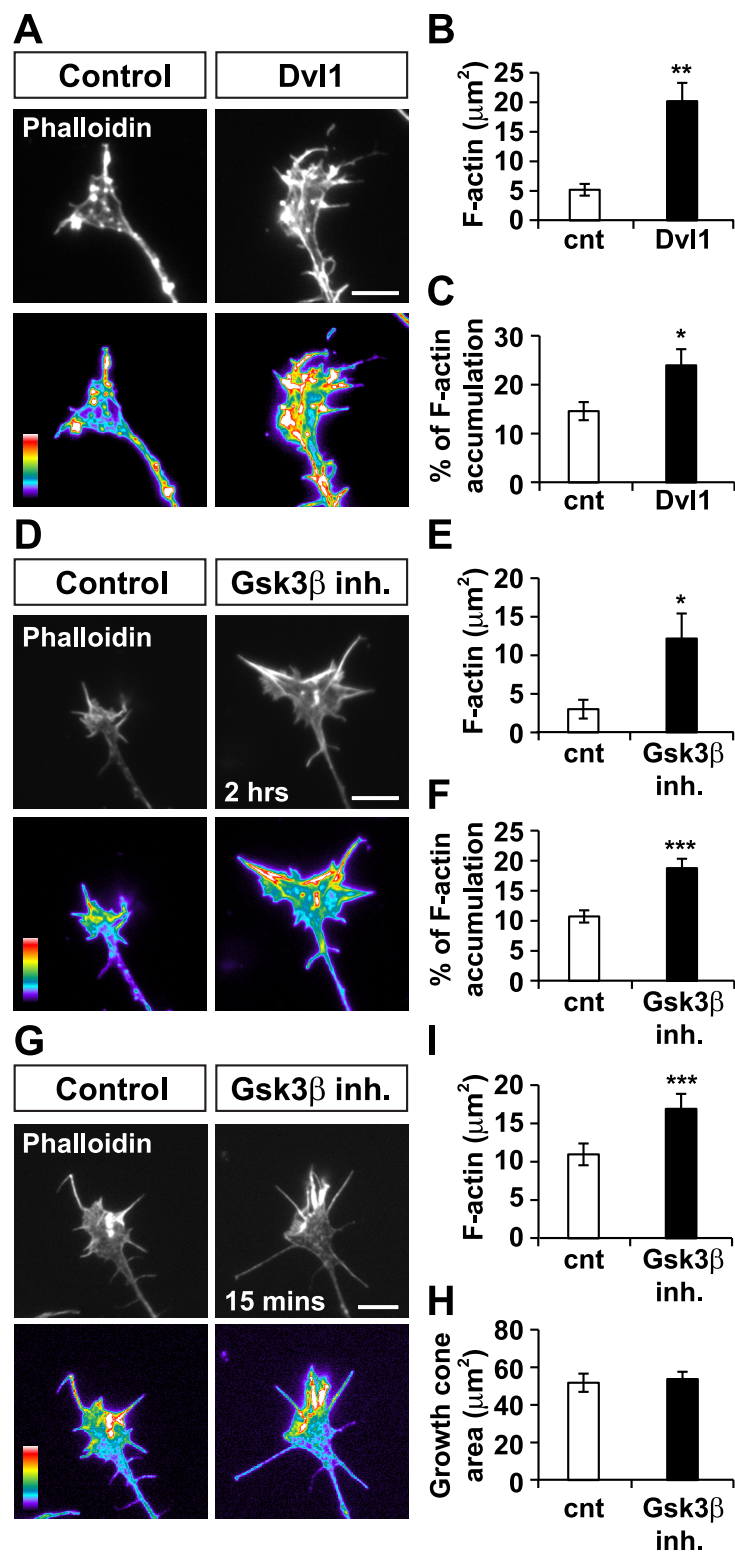 A
Control
Dvl1
Phalloidin
B
F-actin (μm²)
25
20
15
10
5
0
**
cnt
Dvl1
C
% of F-actin
accumulation
30
20
10
0
*
cnt
Dvl1
D
Control
Gsk3β inh.
Phalloidin
2 hrs
E
F-actin (μm²)
20
15
10
5
0
*
cnt
Gsk3β
inh.
F
% of F-actin
accumulation
25
20
15
10
5
0
***
cnt
Gsk3β
inh.
G
Control
Gsk3β inh.
Phalloidin
15 mins
I
F-actin (μm²)
20
15
10
5
0
***
cnt
Gsk3β
inh.
H
Growth cone
area (μm²)
80
60
40
20
0
cnt
Gsk3β
inh.